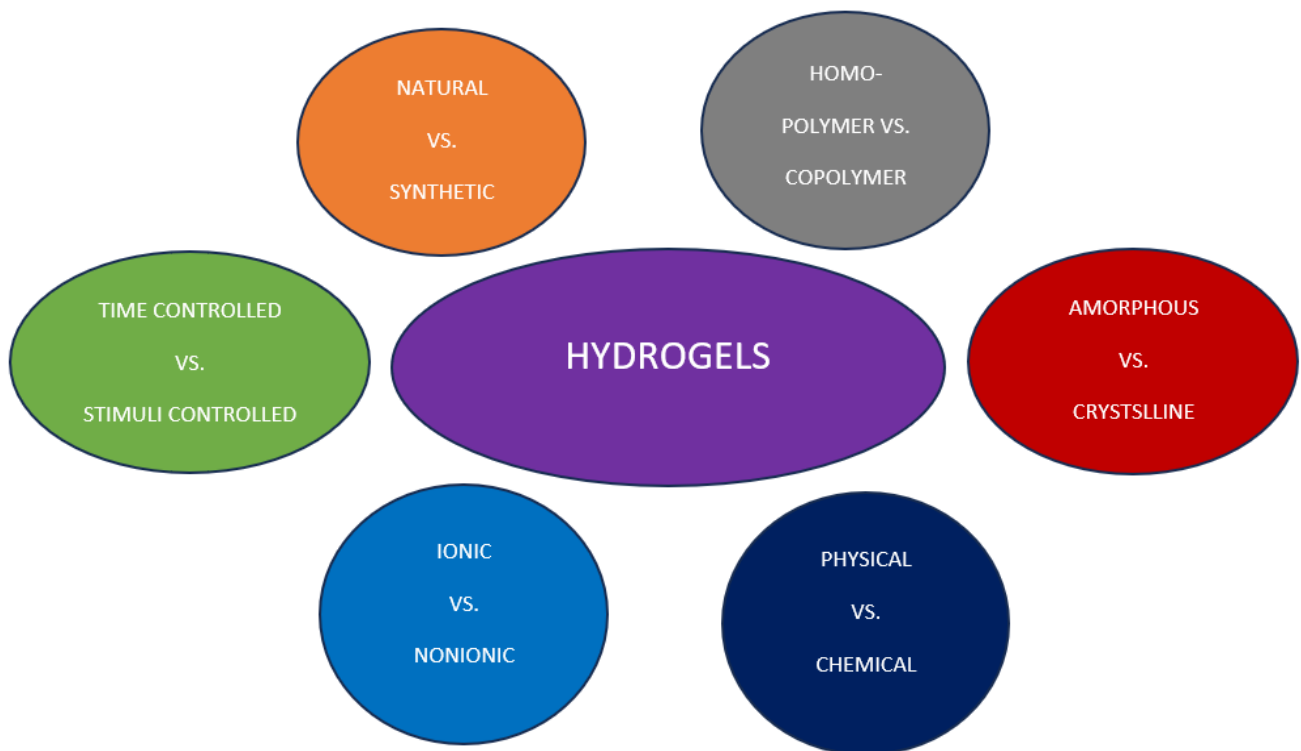 NATURAL
VS.
SYNTHETIC
HOMO-
POLYMER VS.
COPOLYMER
TIME CONTROLLED
VS.
STIMULI CONTROLLED
HYDROGELS
AMORPHOUS
VS.
CRYSTSLLINE
IONIC
VS.
NONIONIC
PHYSICAL
VS.
CHEMICAL